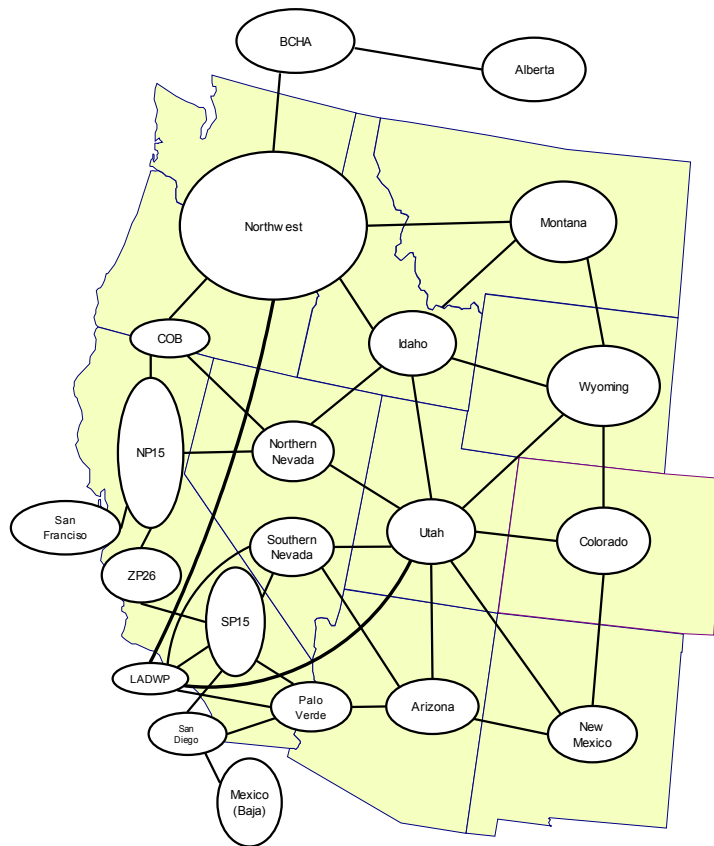 BCHA
Alberta
Northwest
Montana
COB
Idaho
Wyoming
NP15
Northern
Nevada
San
Franciso
Southern
Nevada
Utah
Colorado
ZP26
SP15
LADWP
Palo
Verde
Arizona
San
Diego
New
Mexico
Mexico
(Baja)